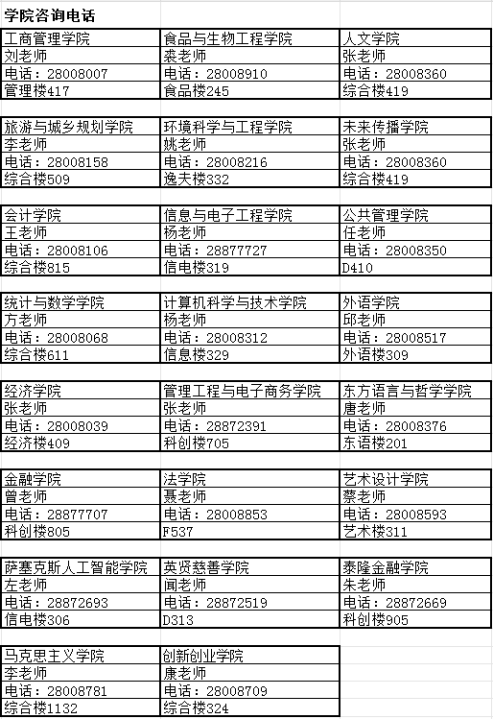 学院咨询电话
工商管理学院 食品与生物工程学院 人文学院
刘老师 裘老师 张老师
电话：28008007 电话：28008910 电话：28008360
管理楼417 食品楼245 综合楼419
旅游与城乡规划学院 环境科学与工程学院 未来传播学院
李老师 姚老师 张老师
电话：28008158 电话：28008216 电话：28008360
综合楼509 逸夫楼332 综合楼419
会计学院 信息与电子工程学院 公共管理学院
王老师 杨老师 任老师
电话：28008106 电话：28877727 电话：28008350
综合楼815 信电楼319 D410
统计与数学学院 计算机科学与技术学院 外语学院
方老师 杨老师 邱老师
电话：28008068 电话：28008312 电话：28008517
综合楼611 信息楼329 外语楼309
经济学院 管理工程与电子商务学院 东方语言与哲学学院
张老师 张老师 唐老师
电话：28008039 电话：28872391 电话：28008376
经济楼409 科创楼705 东语楼201
金融学院 法学院 艺术设计学院
曾老师 聂老师 蔡老师
电话：28877707 电话：28008853 电话：28008593
科创楼805 F537 艺术楼311
萨塞克斯人工智能学院 英贤慈善学院 泰隆金融学院
左老师 闻老师 朱老师
电话：28872693 电话：28872519 电话：28872669
信电楼306 D313 科创楼905
马克思主义学院 创新创业学院
李老师 康老师
电话：28008781 电话：28008709
综合楼1132 综合楼324